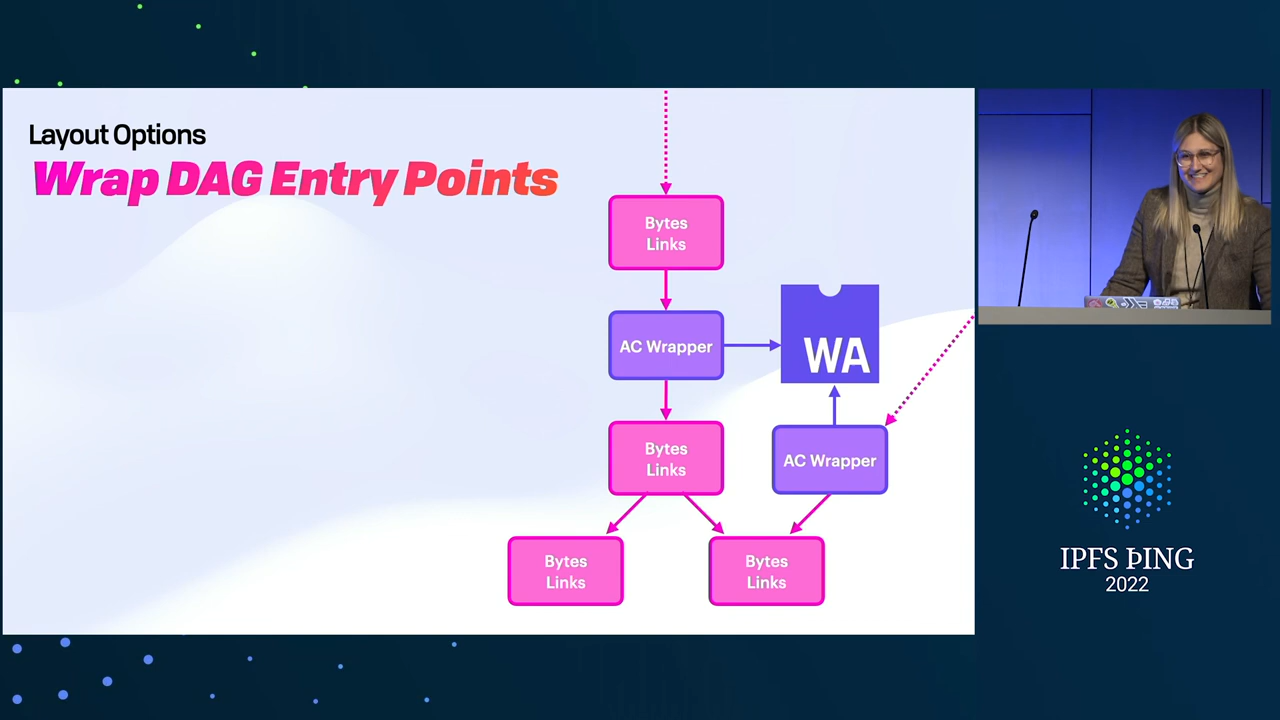 Layout Options
Wrap DAG Entry Points
Bytes
Links
AC Wrapper
WA
Bytes
Links
AC Wrapper
Bytes
Links
Bytes
Links
IPFS ÞING
2022